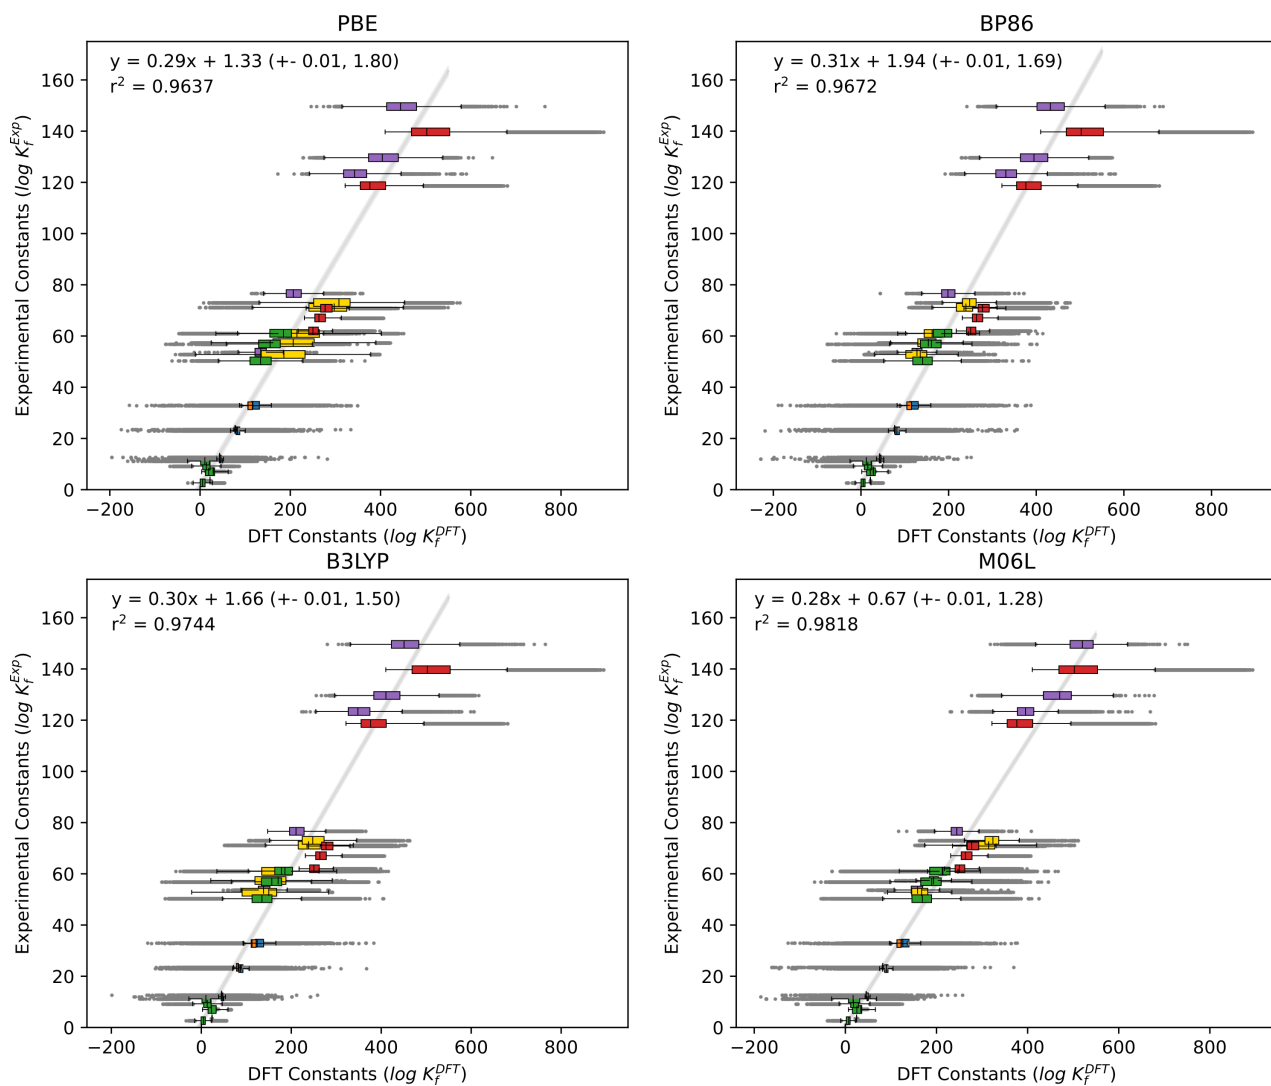 PBE
y = 0.29x + 1.33 (+- 0.01, 1.80)
r² = 0.9637
Experimental Constants (log K_f^Exp)
160
140
120
100
80
60
40
20
0
−200 0 200 400 600 800
DFT Constants (log K_f^DFT)
BP86
y = 0.31x + 1.94 (+- 0.01, 1.69)
r² = 0.9672
Experimental Constants (log K_f^Exp)
160
140
120
100
80
60
40
20
0
−200 0 200 400 600 800
DFT Constants (log K_f^DFT)
B3LYP
y = 0.30x + 1.66 (+- 0.01, 1.50)
r² = 0.9744
Experimental Constants (log K_f^Exp)
160
140
120
100
80
60
40
20
0
−200 0 200 400 600 800
DFT Constants (log K_f^DFT)
M06L
y = 0.28x + 0.67 (+- 0.01, 1.28)
r² = 0.9818
Experimental Constants (log K_f^Exp)
160
140
120
100
80
60
40
20
0
−200 0 200 400 600 800
DFT Constants (log K_f^DFT)